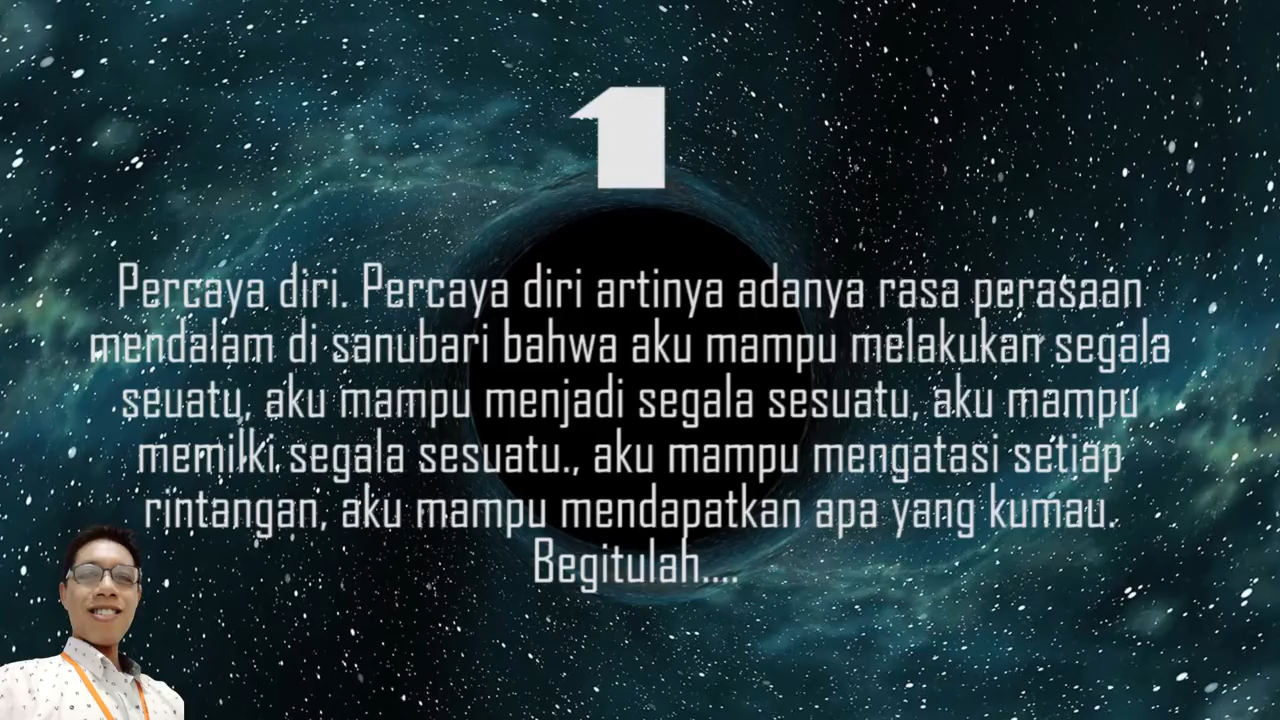 1
Percaya diri. Percaya diri artinya adanya rasa perasaan
mendalam di sanubari bahwa aku mampu melakukan segala
seuatu, aku mampu menjadi segala sesuatu, aku mampu
memilki segala sesuatu., aku mampu mengatasi setiap
rintangan, aku mampu mendapatkan apa yang kumau.
Begitulah....